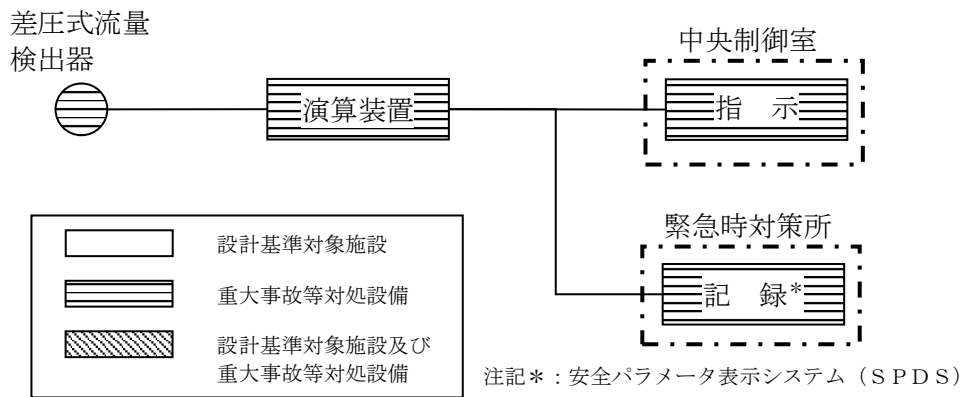 差圧式流量
検出器
演算装置
中央制御室
指　示
緊急時対策所
記　録*
設計基準対象施設
重大事故等対処設備
設計基準対象施設及び
重大事故等対処設備
注記＊：安全パラメータ表示システム（ＳＰＤＳ）